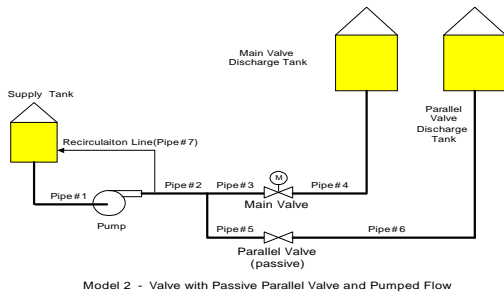 Main Valve
Discharge Tank
Supply Tank
Parallel
Valve
Discharge
Tank
Recirculaiton Line(Pipe#7)
M
Pipe#1
Pipe#2
Pipe#3
Pipe#4
Main Valve
Pump
Pipe#5
Pipe#6
Parallel Valve
(passive)
Model 2 - Valve with Passive Parallel Valve and Pumped Flow